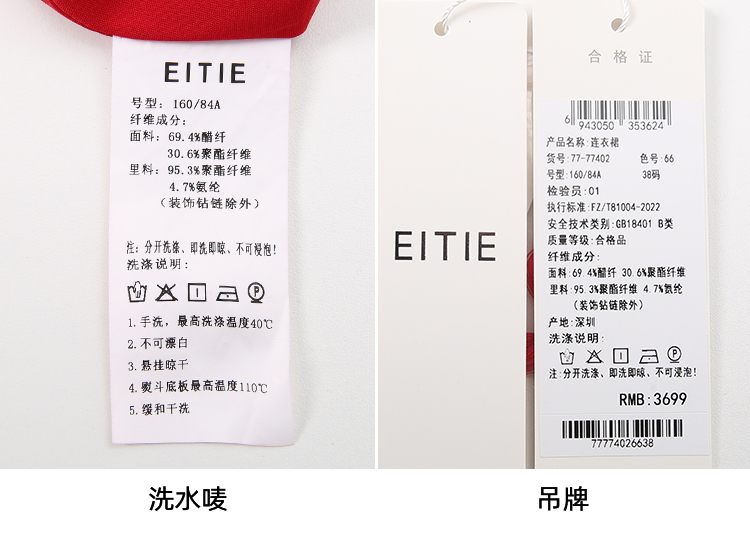 EITIE
号型：160/84A
纤维成分：
面料：69.4%醋纤
30.6%聚酯纤维
里料：95.3%聚酯纤维
4.7%氨纶
（装饰钻链除外）
注：分开洗涤、即洗即晾、不可浸泡！
洗涤说明：
1.手洗，最高洗涤温度40℃
2.不可漂白
3.悬挂晾干
4.熨斗底板最高温度110℃
5.缓和干洗
洗水唛
EITIE
合格证
6 943050 353624
产品名称:连衣裙
货号:77-77402 色号:66
号型:160/84A 38码
检验员:01
执行标准:FZ/T81004-2022
安全技术类别:GB18401 B类
质量等级:合格品
纤维成分:
面料:69.4%醋纤 30.6%聚酯纤维
里料:95.3%聚酯纤维 4.7%氨纶
（装饰钻链除外）
产地:深圳
洗涤说明:
注:分开洗涤、即洗即晾、不可浸泡！
RMB:3699
77774026638
吊牌